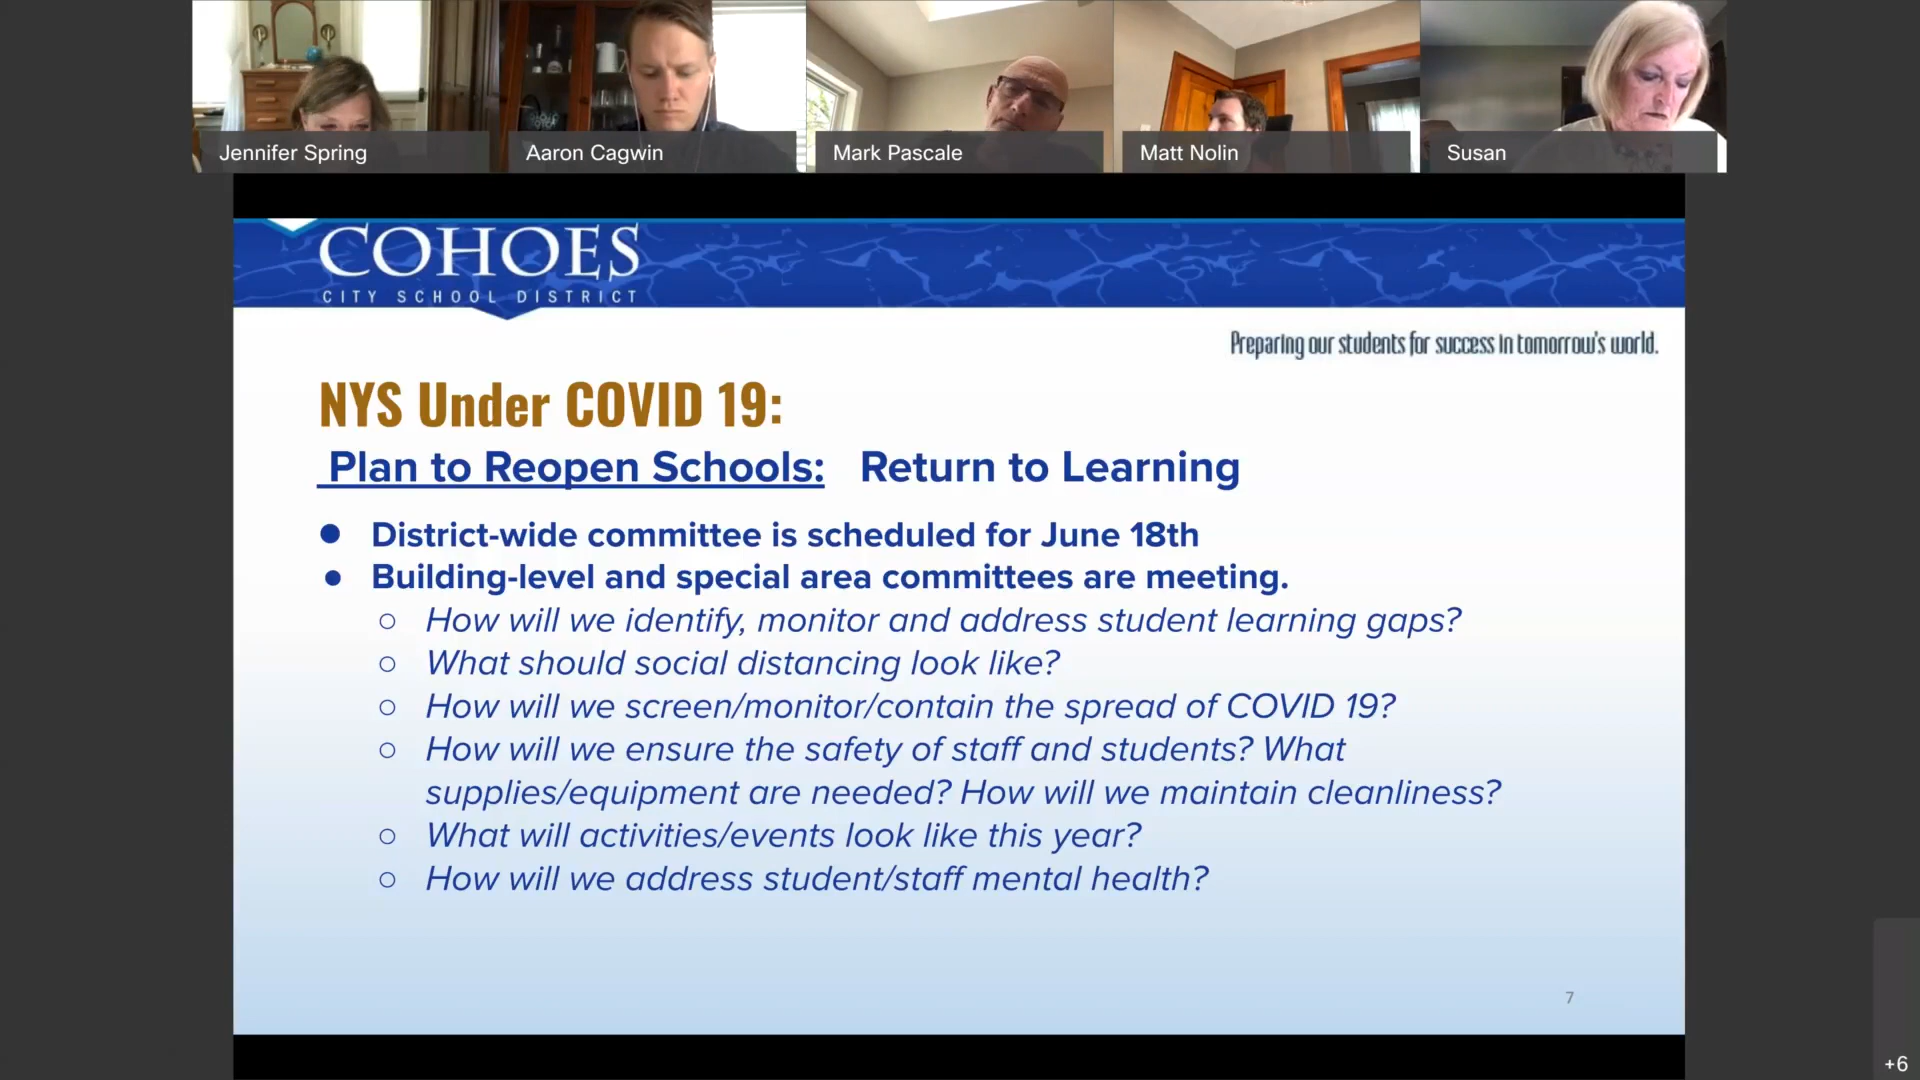 Jennifer Spring
Aaron Cagwin
Mark Pascale
Matt Nolin
Susan
COHOES
CITY SCHOOL DISTRICT
Preparing our students for success in tomorrow's world.
NYS Under COVID 19:
Plan to Reopen Schools: Return to Learning
● District-wide committee is scheduled for June 18th
● Building-level and special area committees are meeting.
○ How will we identify, monitor and address student learning gaps?
○ What should social distancing look like?
○ How will we screen/monitor/contain the spread of COVID 19?
○ How will we ensure the safety of staff and students? What
supplies/equipment are needed? How will we maintain cleanliness?
○ What will activities/events look like this year?
○ How will we address student/staff mental health?
7
+6